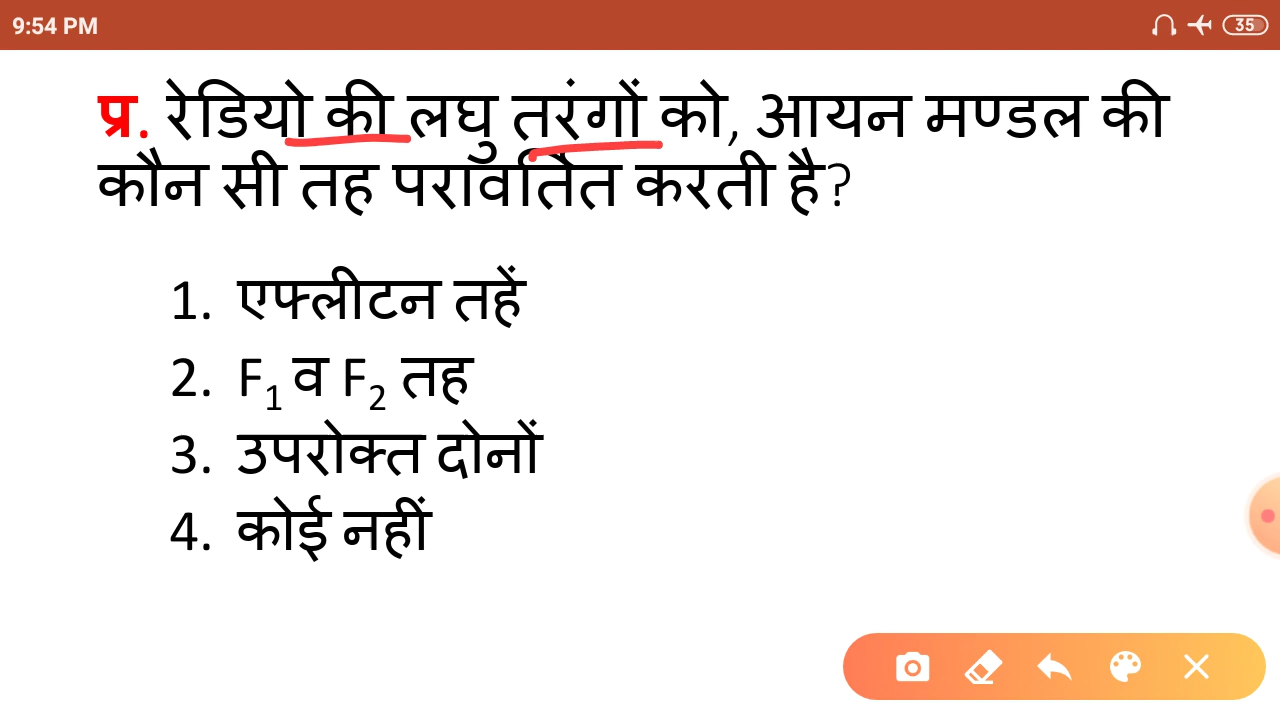 9:54 PM
35
प्र. रेडियो की लघु तरंगों को, आयन मण्डल की
कौन सी तह परावर्तित करती है?
1. एफ्लीटन तहें
2. F₁ व F₂ तह
3. उपरोक्त दोनों
4. कोई नहीं